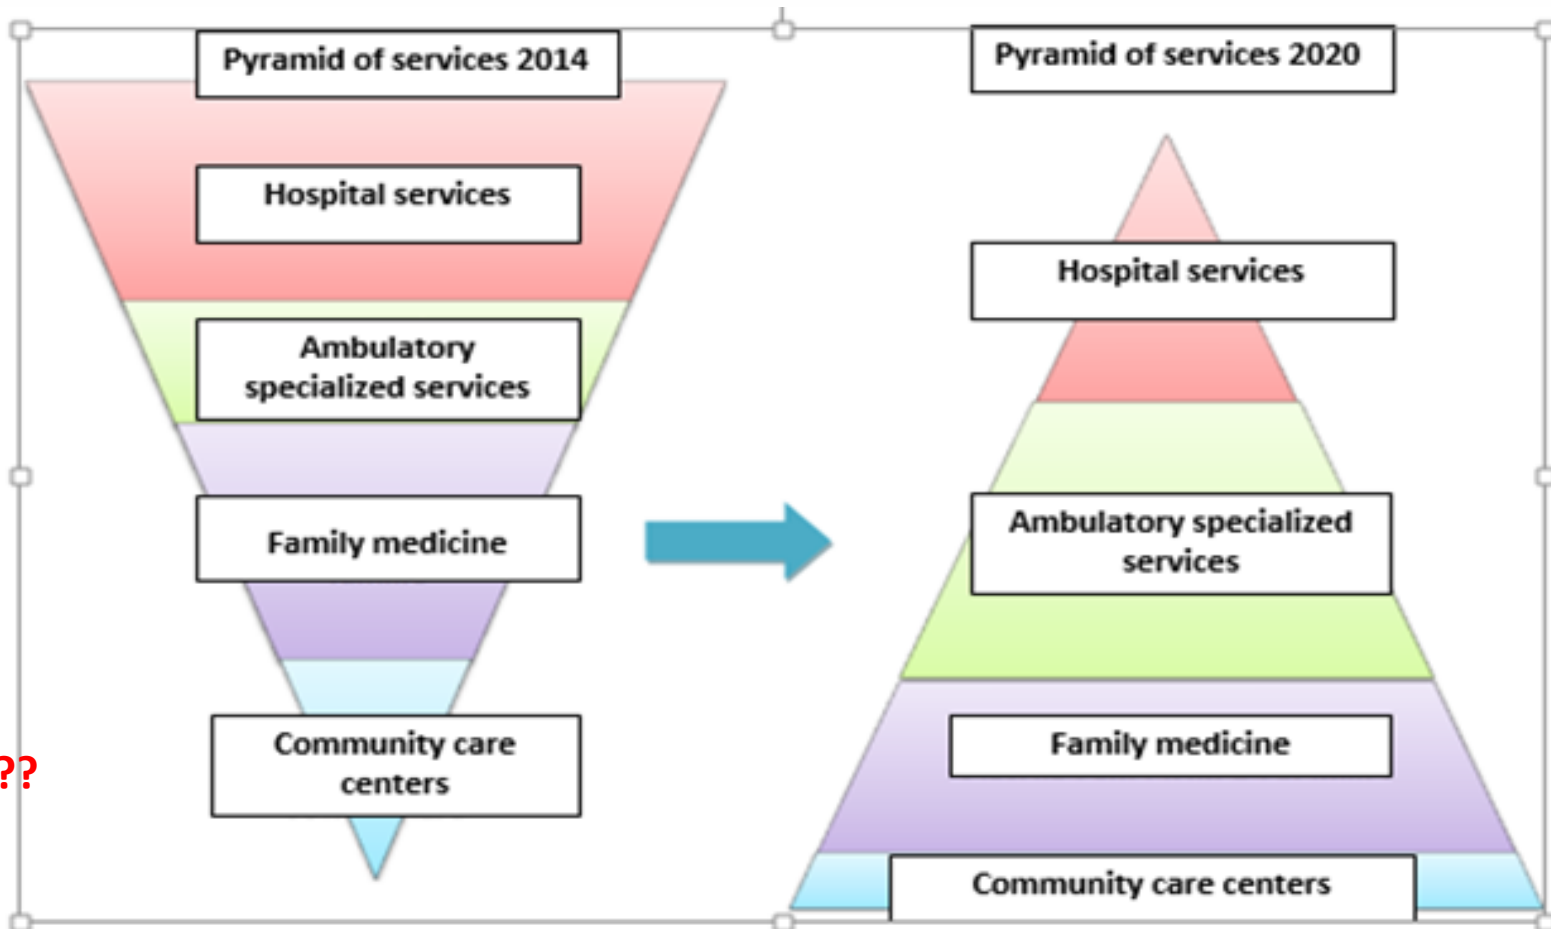 Pyramid of services 2014
Hospital services
Ambulatory
specialized services
Family medicine
Community care
centers
??
Pyramid of services 2020
Hospital services
Ambulatory specialized
services
Family medicine
Community care centers